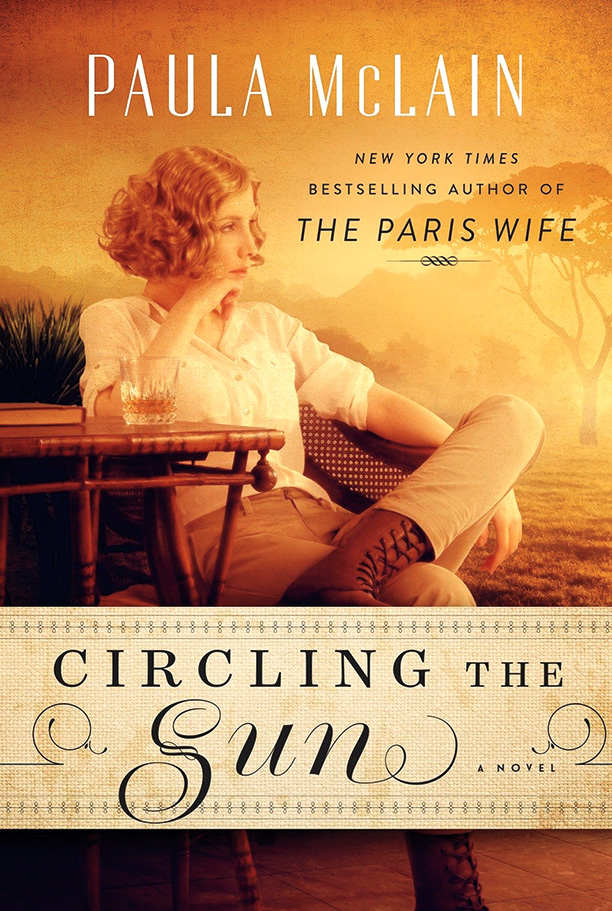 PAULA McLAIN
NEW YORK TIMES
BESTSELLING AUTHOR OF
THE PARIS WIFE
CIRCLING THE
Sun
A NOVEL